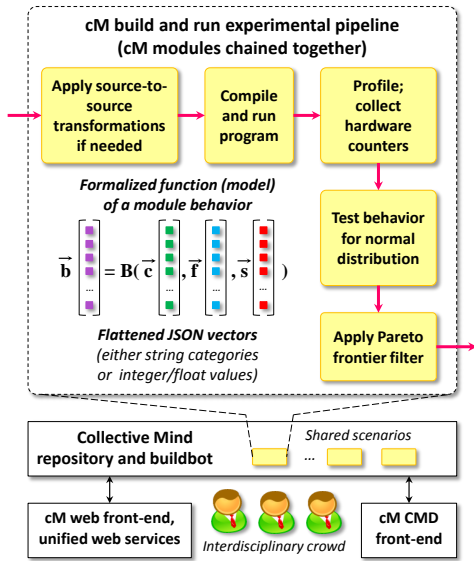 cM build and run experimental pipeline
(cM modules chained together)
Apply source-to-
source
transformations
if needed
Compile
and run
program
Profile;
collect
hardware
counters
Formalized function (model)
of a module behavior
b = B( c , f , s )
... ... ... ...
Flattened JSON vectors
(either string categories
or integer/float values)
Test behavior
for normal
distribution
Apply Pareto
frontier filter
Collective Mind
repository and buildbot
Shared scenarios
...
cM web front-end,
unified web services
Interdisciplinary crowd
cM CMD
front-end